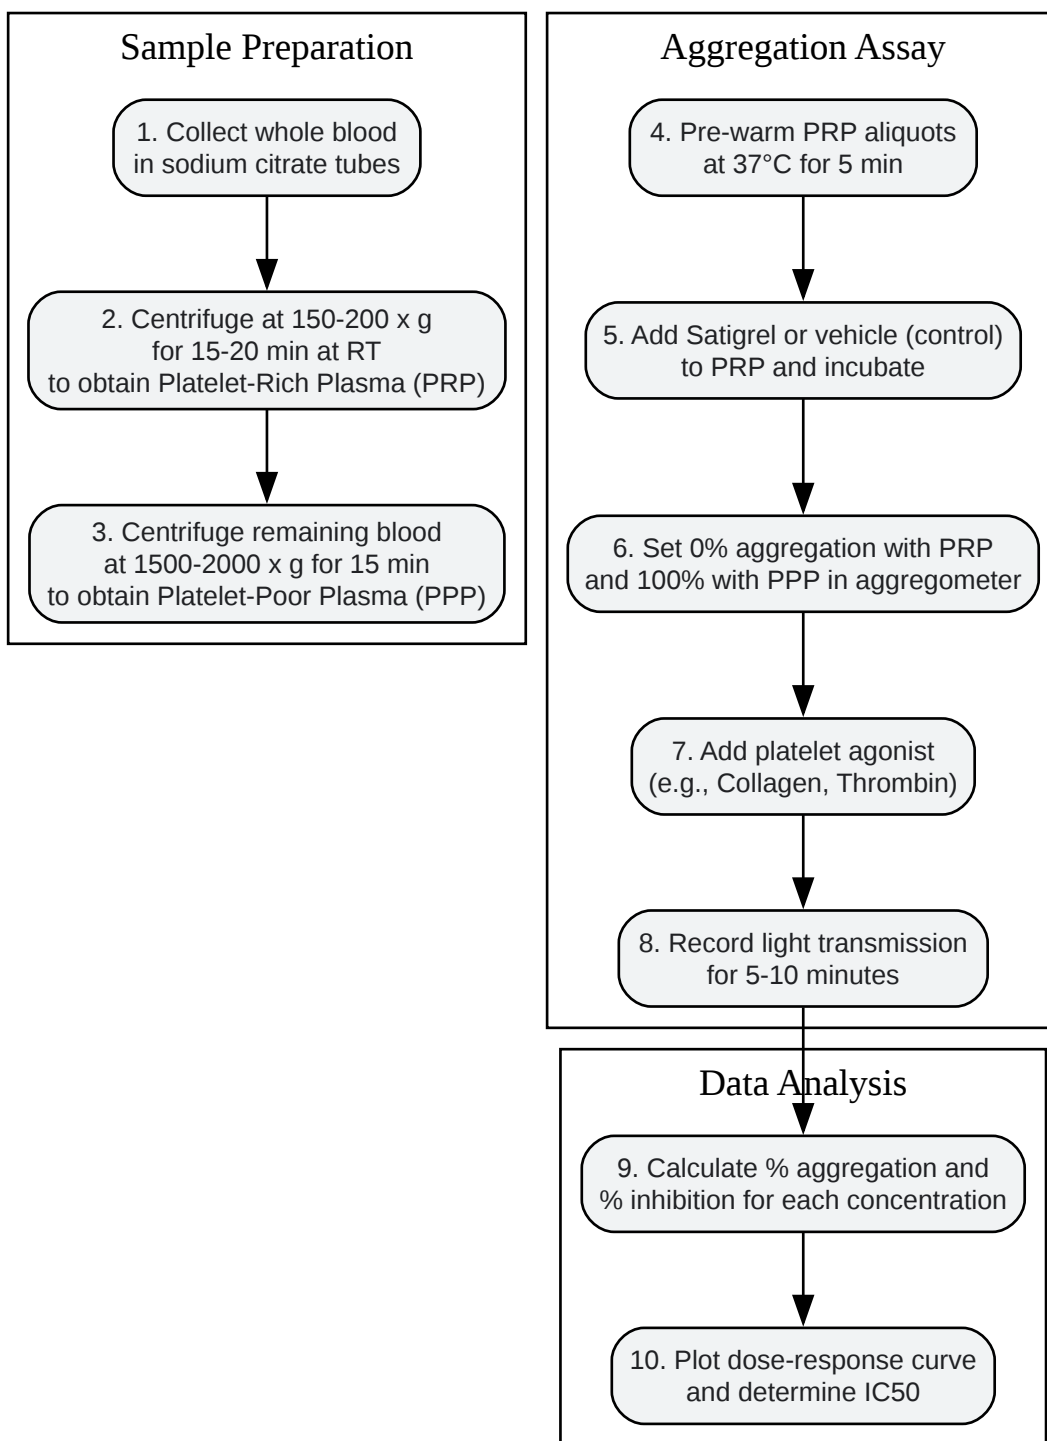 Sample Preparation
1. Collect whole blood
in sodium citrate tubes
2. Centrifuge at 150-200 x g
for 15-20 min at RT
to obtain Platelet-Rich Plasma (PRP)
3. Centrifuge remaining blood
at 1500-2000 x g for 15 min
to obtain Platelet-Poor Plasma (PPP)
Aggregation Assay
4. Pre-warm PRP aliquots
at 37°C for 5 min
5. Add Satigrel or vehicle (control)
to PRP and incubate
6. Set 0% aggregation with PRP
and 100% with PPP in aggregometer
7. Add platelet agonist
(e.g., Collagen, Thrombin)
8. Record light transmission
for 5-10 minutes
Data Analysis
9. Calculate % aggregation and
% inhibition for each concentration
10. Plot dose-response curve
and determine IC50